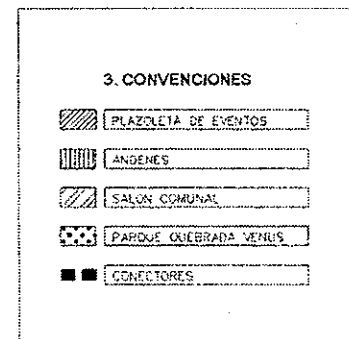 3. CONVENCIONES
PLAZOLETA DE EVENTOS
ANDENES
SALON COMUNAL
PARQUE QUEBRADA VENUS
CONECTORES